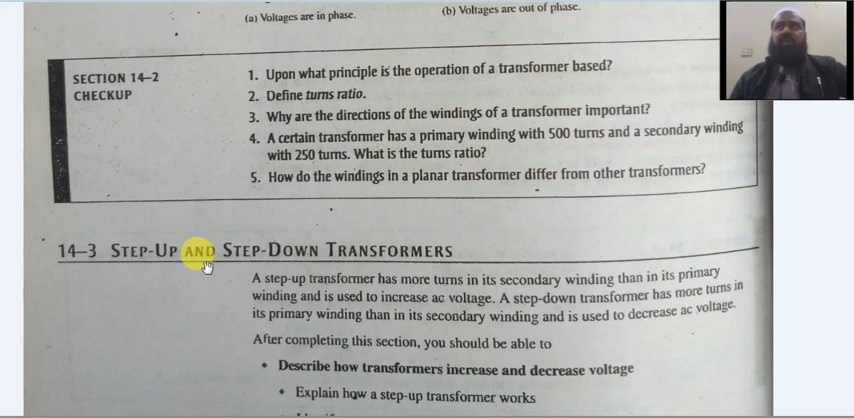 (a) Voltages are in phase.
(b) Voltages are out of phase.
SECTION 14–2
CHECKUP
1. Upon what principle is the operation of a transformer based?
2. Define turns ratio.
3. Why are the directions of the windings of a transformer important?
4. A certain transformer has a primary winding with 500 turns and a secondary winding
with 250 turns. What is the turns ratio?
5. How do the windings in a planar transformer differ from other transformers?
14–3 STEP-UP AND STEP-DOWN TRANSFORMERS
A step-up transformer has more turns in its secondary winding than in its primary
winding and is used to increase ac voltage. A step-down transformer has more turns in
its primary winding than in its secondary winding and is used to decrease ac voltage.
After completing this section, you should be able to
• Describe how transformers increase and decrease voltage
• Explain how a step-up transformer works